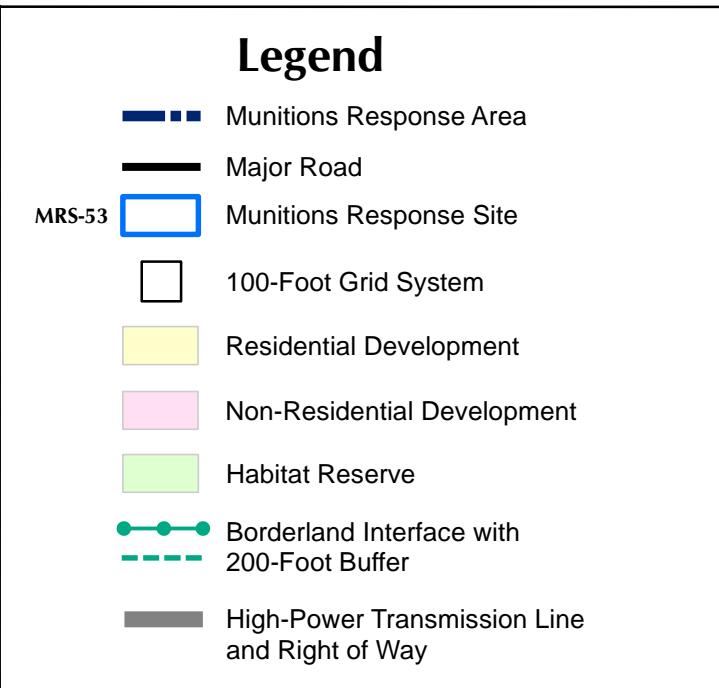 Legend
Munitions Response Area
Major Road
MRS-53 Munitions Response Site
100-Foot Grid System
Residential Development
Non-Residential Development
Habitat Reserve
Borderland Interface with
200-Foot Buffer
High-Power Transmission Line
and Right of Way